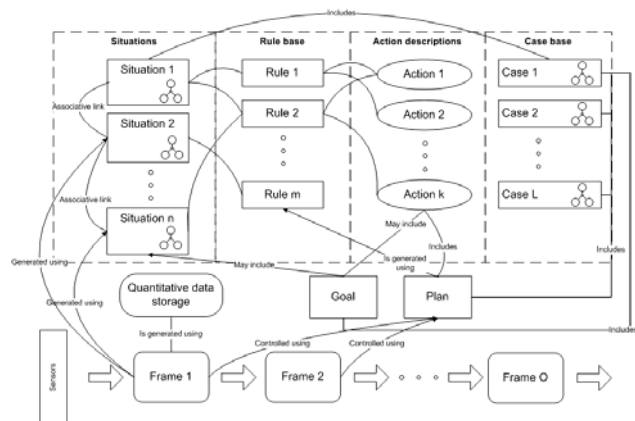 Includes
Situations
Rule base
Action descriptions
Case base
Situation 1
Rule 1
Action 1
Case 1
Associative link
Situation 2
Rule 2
Action 2
Case 2
Associative link
Situation n
Rule m
Action k
Case L
May include
Is generated
using
Includes
Includes
Generated using
May include
Generated using
Quantitative data
storage
Goal
Plan
Is generated using
Controlled using
Controlled using
Includes
Sensors
Frame 1
Frame 2
Frame O